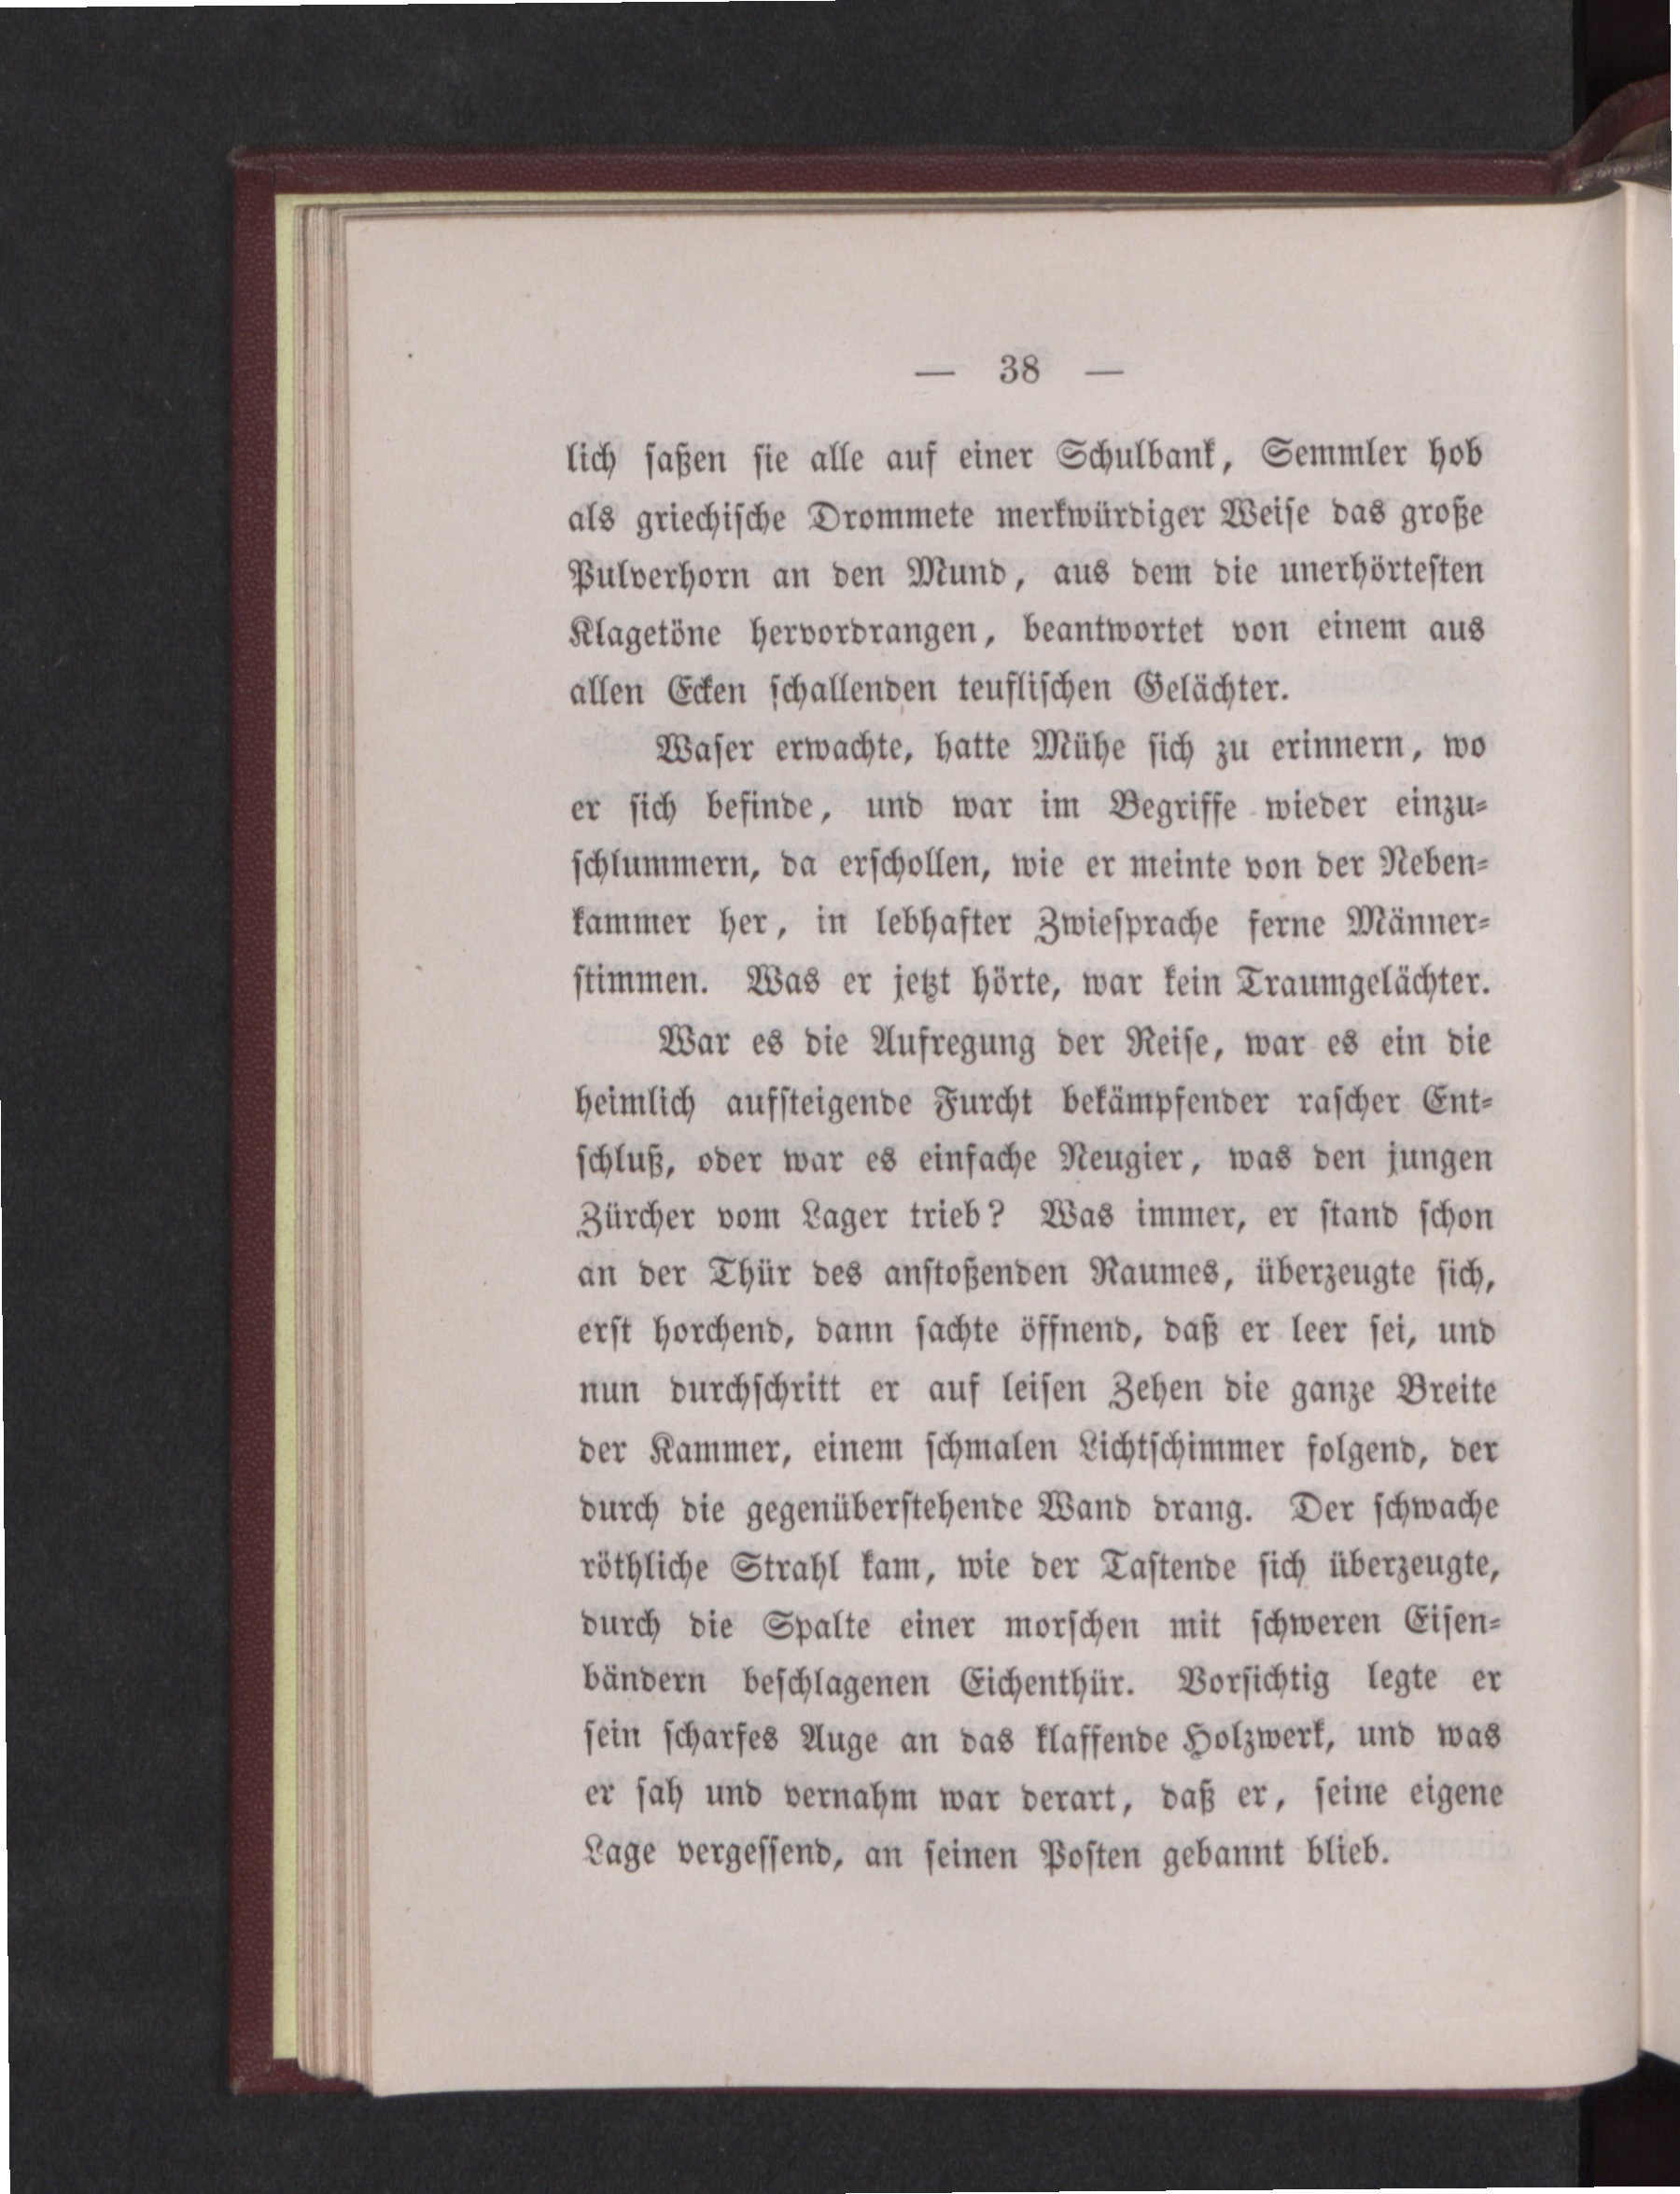 — 38 —
lich saßen sie alle auf einer Schulbank, Semmler hob
als griechische Drommete merkwürdiger Weise das große
Pulverhorn an den Mund, aus dem die unerhörtesten
Klagetöne hervordrangen, beantwortet von einem aus
allen Ecken schallenden teuflischen Gelächter.
Waser erwachte, hatte Mühe sich zu erinnern, wo
er sich befinde, und war im Begriffe wieder einzu-
schlummern, da erschollen, wie er meinte von der Neben-
kammer her, in lebhafter Zwiesprache ferne Männer-
stimmen. Was er jetzt hörte, war kein Traumgelächter.
War es die Aufregung der Reise, war es ein die
heimlich aufsteigende Furcht bekämpfender rascher Ent-
schluß, oder war es einfache Neugier, was den jungen
Zürcher vom Lager trieb? Was immer, er stand schon
an der Thür des anstoßenden Raumes, überzeugte sich,
erst horchend, dann sachte öffnend, daß er leer sei, und
nun durchschritt er auf leisen Zehen die ganze Breite
der Kammer, einem schmalen Lichtschimmer folgend, der
durch die gegenüberstehende Wand drang. Der schwache
röthliche Strahl kam, wie der Tastende sich überzeugte,
durch die Spalte einer morschen mit schweren Eisen-
bändern beschlagenen Eichenthür. Vorsichtig legte er
sein scharfes Auge an das klaffende Holzwerk, und was
er sah und vernahm war derart, daß er, seine eigene
Lage vergessend, an seinen Posten gebannt blieb.